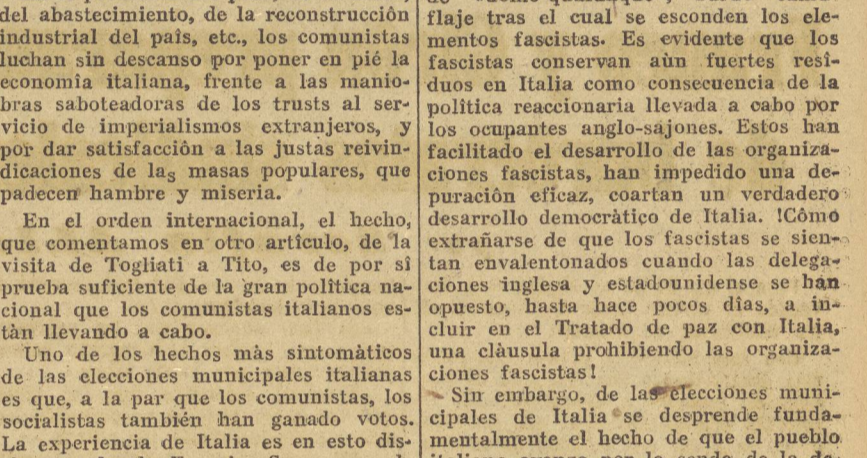 del abastecimiento, de la reconstrucción
industrial del país, etc., los comunistas
luchan sin descanso por poner en pié la
economîa italiana, frente a las manio-
bras saboteadoras de los trusts al ser-
vicio de imperialismos extranjeros, y
por dar satisfacciôn a las justas reivin-
dicaciones de las masas populares, que
padecen hambre y miseria.
En el orden internacional, el hecho,
que comentamos en otro artîculo, de la
visita de Togliati a Tito, es de por sî
prueba suficiente de la gran polîtica na-
cional que los comunistas italianos es-
tàn llevando a cabo.
Uno de los hechos màs sintomàticos
de las elecciones municipales italianas
es que, a la par que los comunistas, los
socialistas también han ganado votos.
La experiencia de Italia es en esto dis-
flaje tras el cual se esconden los ele-
mentos fascistas. Es evidente que los
fascistas conservan aùn fuertes resî-
duos en Italia como consecuencia de la
polîtica reaccionaria llevada a cabo por
los ocupantes anglo-sajones. Estos han
facilitado el desarrollo de las organiza-
ciones fascistas, han impedido una de-
puraciôn eficaz, coartan un verdadero
desarrollo democràtico de Italia. !Cômo
extrañarse de que los fascistas se sien-
tan envalentonados cuando las delega-
ciones inglesa y estadounidense se han
opuesto, hasta hace pocos dîas, a in-
cluir en el Tratado de paz con Italia,
una clàusula prohibiendo las organiza-
ciones fascistas!
Sin embargo, de las elecciones muni-
cipales de Italia se desprende funda-
mentalmente el hecho de que el pueblo